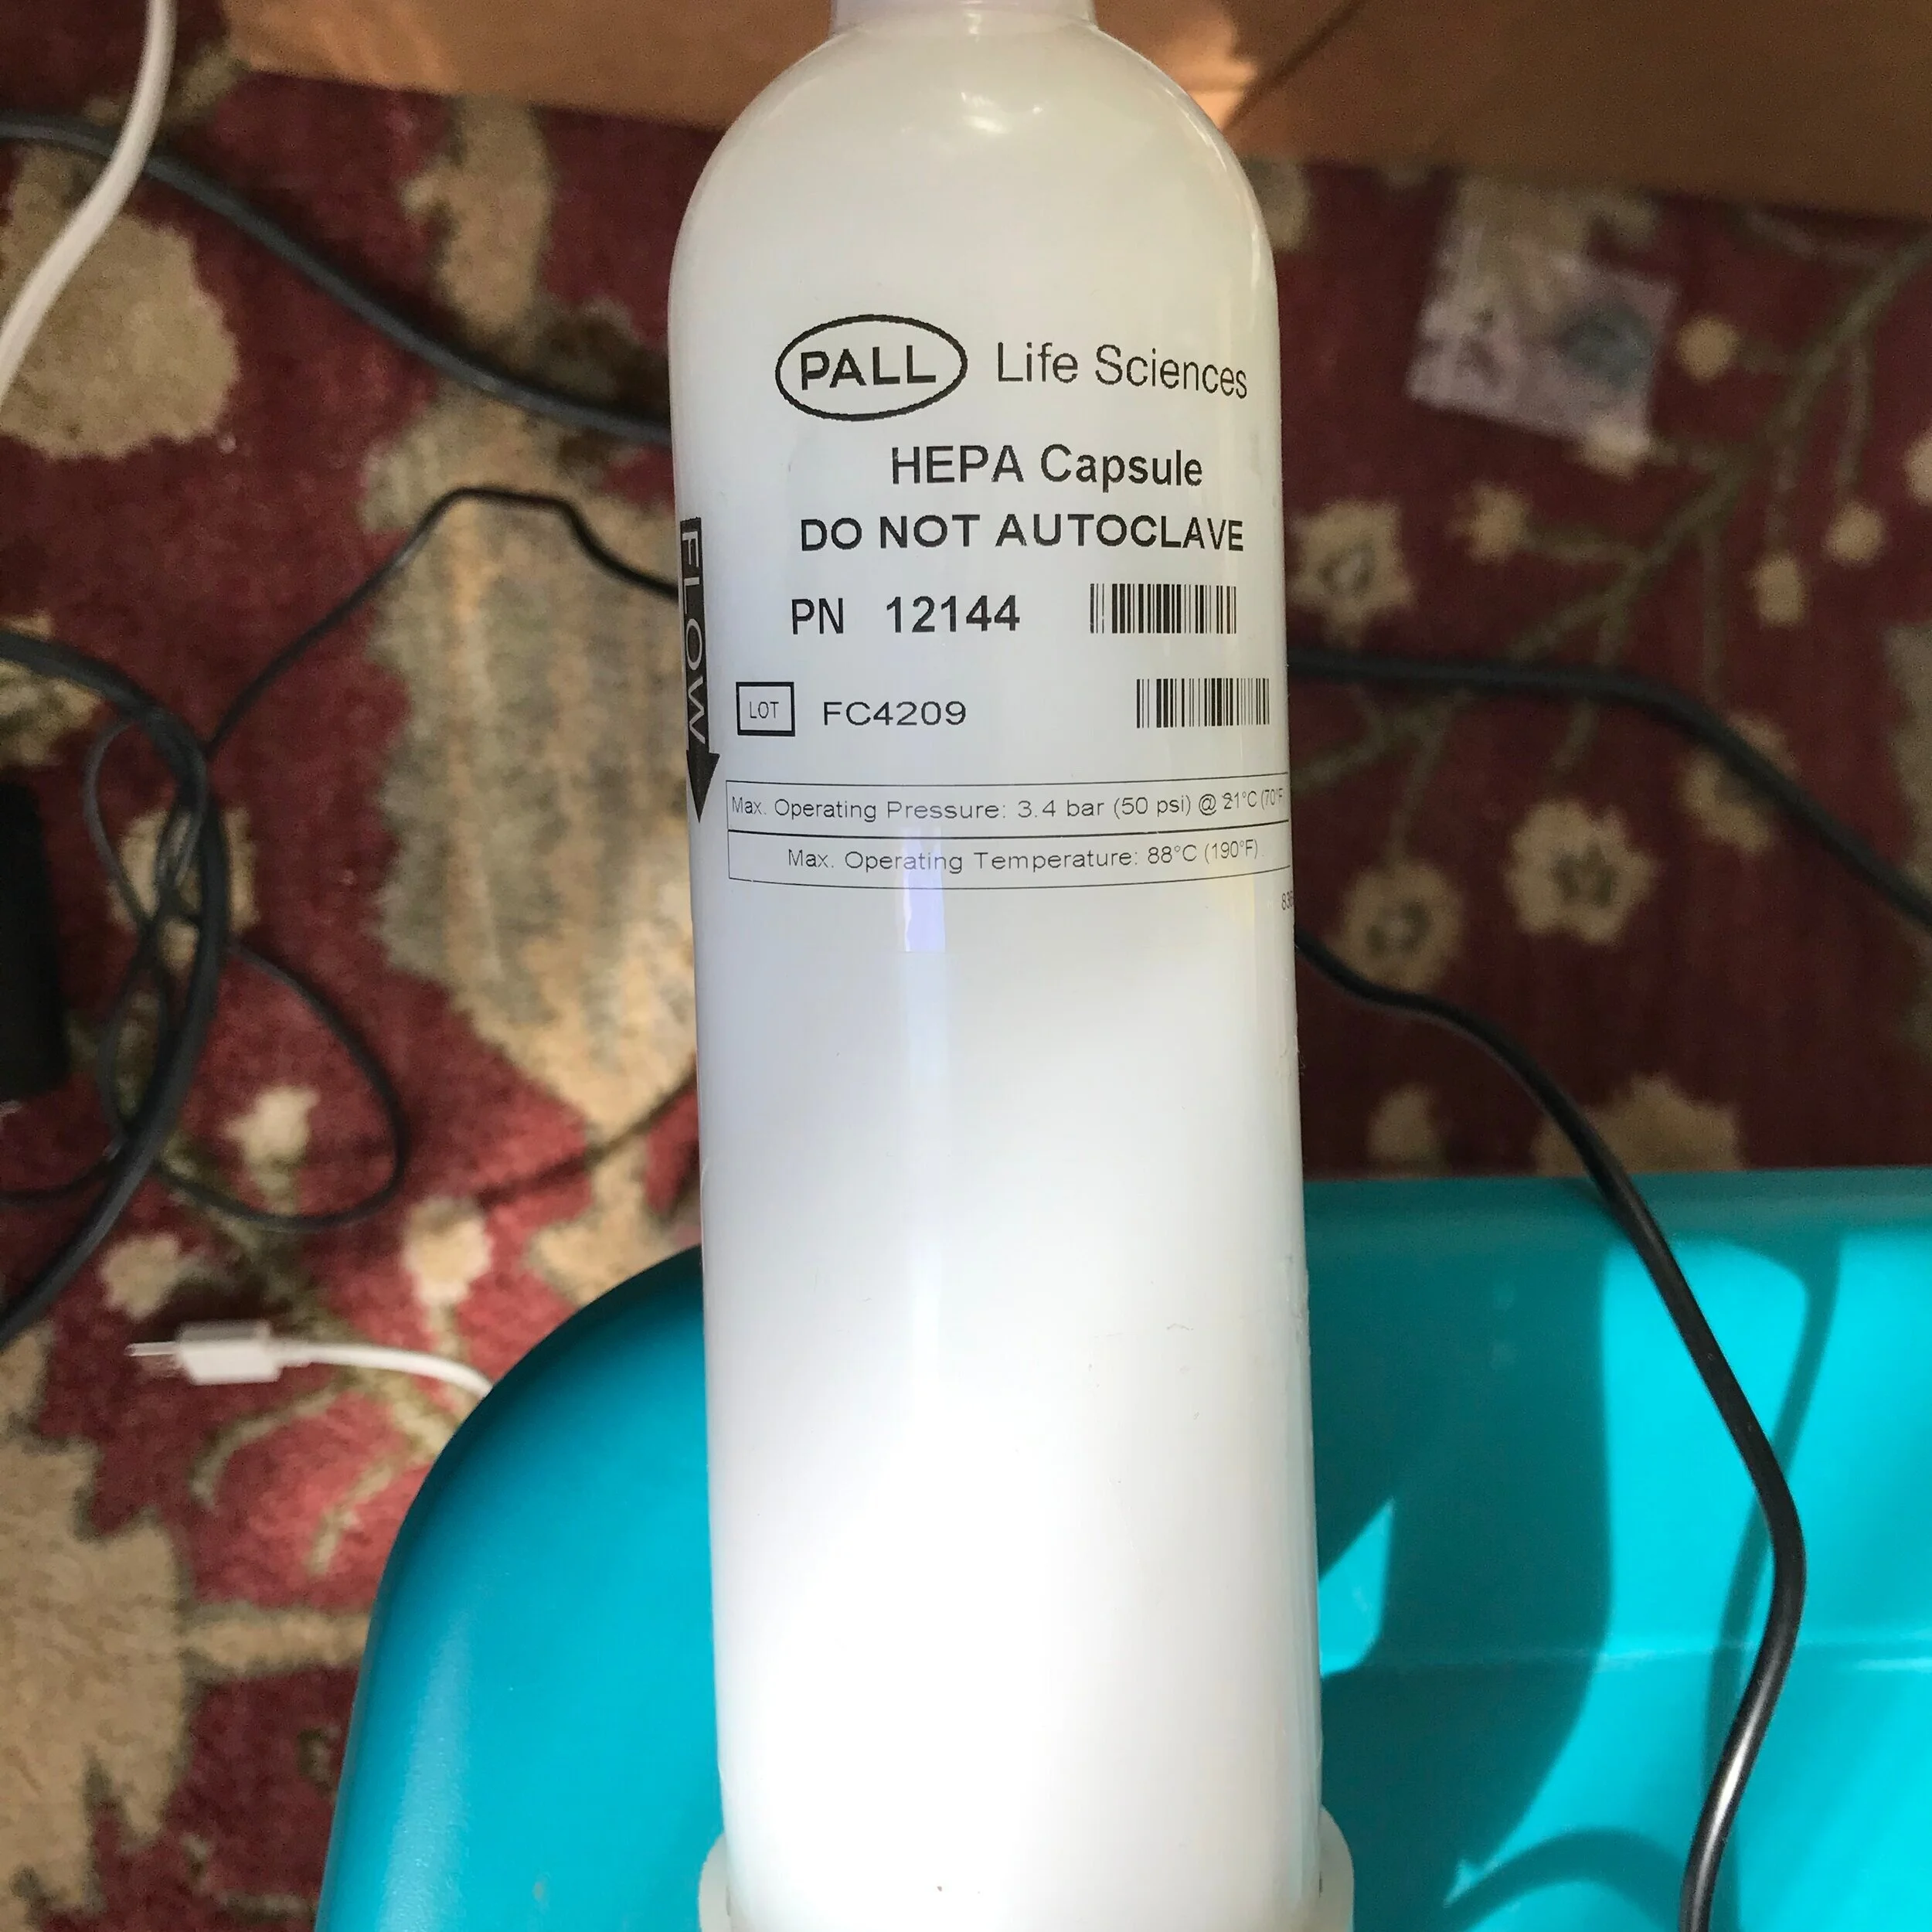 PALL Life Sciences
HEPA Capsule
DO NOT AUTOCLAVE
PN 12144
LOT FC4209
Max. Operating Pressure: 3.4 bar (50 psi) @ 21°C (70°F
Max. Operating Temperature: 88°C (190°F)
FLOW